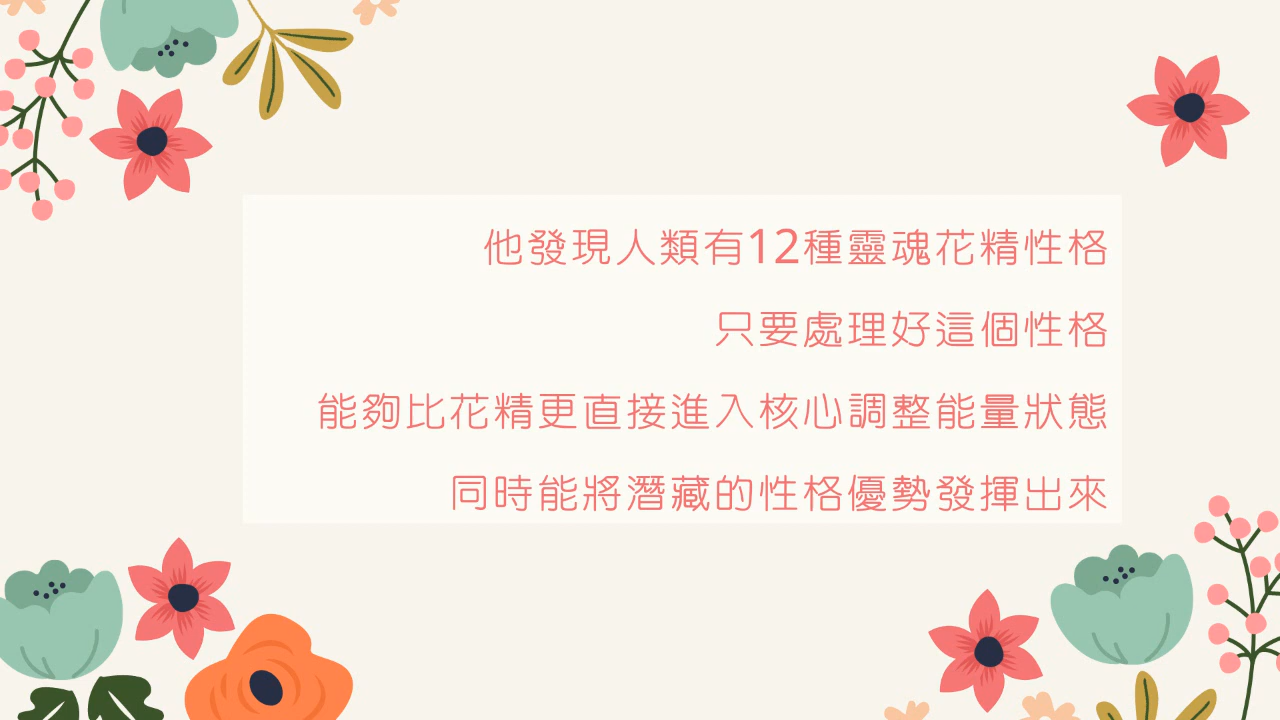 他發現人類有12種靈魂花精性格
只要處理好這個性格
能夠比花精更直接進入核心調整能量狀態
同時能將潛藏的性格優勢發揮出來